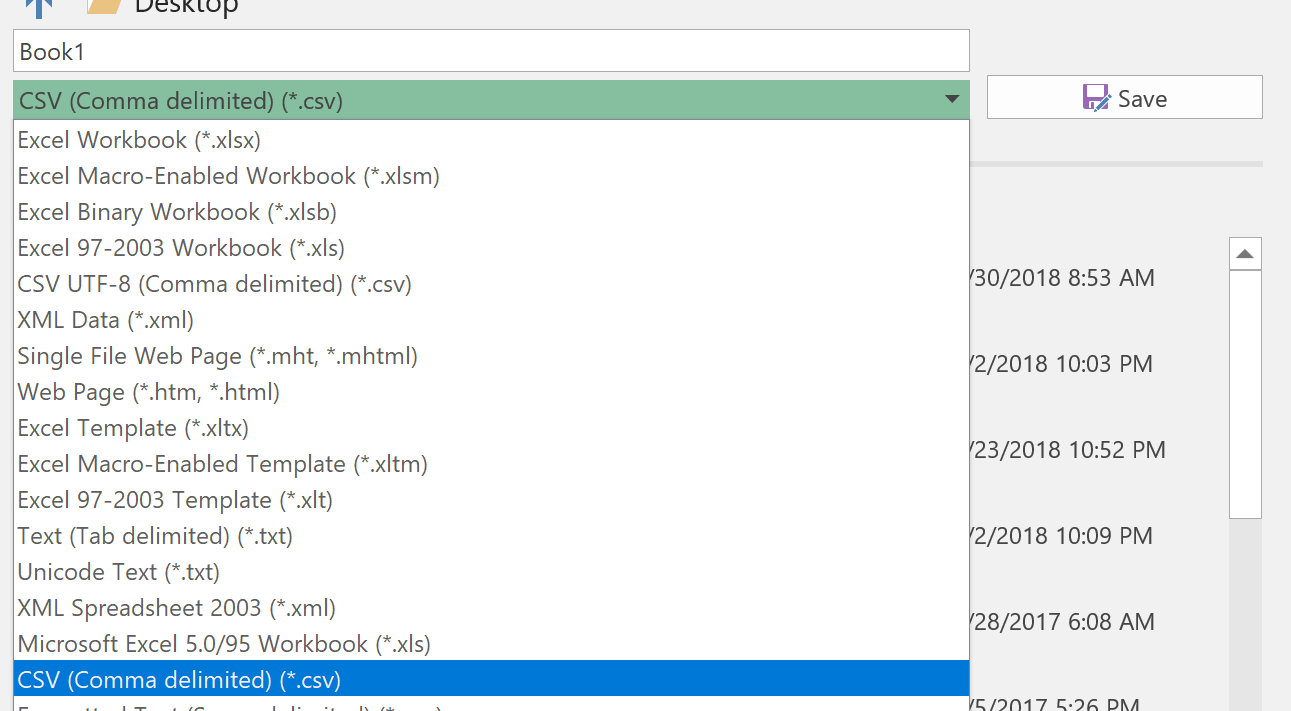 Desktop
Book1
CSV (Comma delimited) (*.csv)
Save
Excel Workbook (*.xlsx)
Excel Macro-Enabled Workbook (*.xlsm)
Excel Binary Workbook (*.xlsb)
Excel 97-2003 Workbook (*.xls)
CSV UTF-8 (Comma delimited) (*.csv)
/30/2018 8:53 AM
XML Data (*.xml)
Single File Web Page (*.mht, *.mhtml)
/2/2018 10:03 PM
Web Page (*.htm, *.html)
Excel Template (*.xltx)
/23/2018 10:52 PM
Excel Macro-Enabled Template (*.xltm)
Excel 97-2003 Template (*.xlt)
Text (Tab delimited) (*.txt)
/2/2018 10:09 PM
Unicode Text (*.txt)
XML Spreadsheet 2003 (*.xml)
/28/2017 6:08 AM
Microsoft Excel 5.0/95 Workbook (*.xls)
CSV (Comma delimited) (*.csv)
/5/2017 5:26 PM